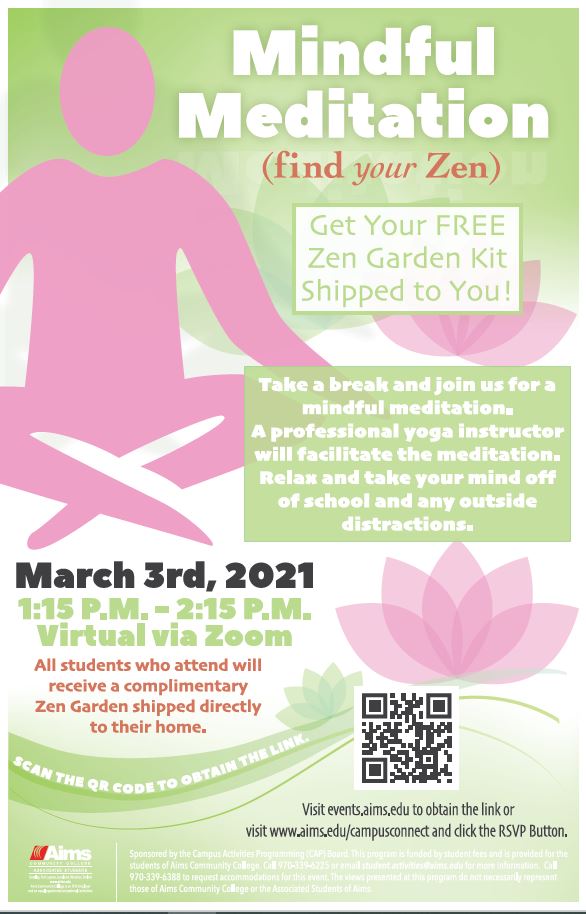 Mindful
Meditation
(find your Zen)
Get Your FREE
Zen Garden Kit
Shipped to You!
Take a break and join us for a
mindful meditation.
A professional yoga instructor
will facilitate the meditation.
Relax and take your mind off
of school and any outside
distractions.
March 3rd, 2021
1:15 P.M. - 2:15 P.M.
Virtual via Zoom
All students who attend will
receive a complimentary
Zen Garden shipped directly
to their home.
SCAN THE QR CODE TO OBTAIN THE LINK.
Visit events.aims.edu to obtain the link or
visit www.aims.edu/campusconnect and click the RSVP Button.
Aims
COMMUNITY COLLEGE
ASSOCIATED STUDENTS
Sponsored by the Campus Activities Programming (CAP) Board. This program is funded by student fees and is provided for the
students of Aims Community College. Call 970-339-6225 or email student.activities@aims.edu for more information. Call
970-339-6388 to request accommodations for this event. The views presented at this program do not necessarily represent
those of Aims Community College or the Associated Students of Aims.